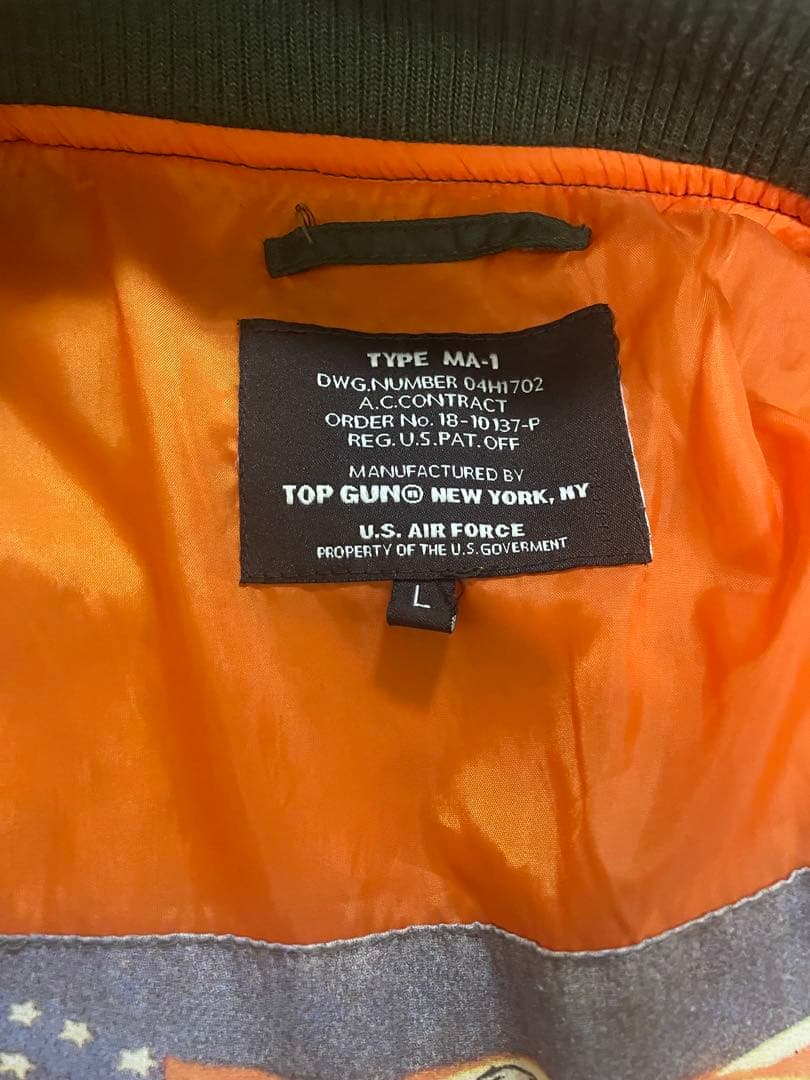 TYPE MA-1
DWG.NUMBER 04H1702
A.C.CONTRACT
ORDER No. 18-10137-P
REG. U.S.PAT. OFF
MANUFACTURED BY
TOP GUN® NEW YORK, NY
U.S. AIR FORCE
PROPERTY OF THE U.S. GOVERMENT
L